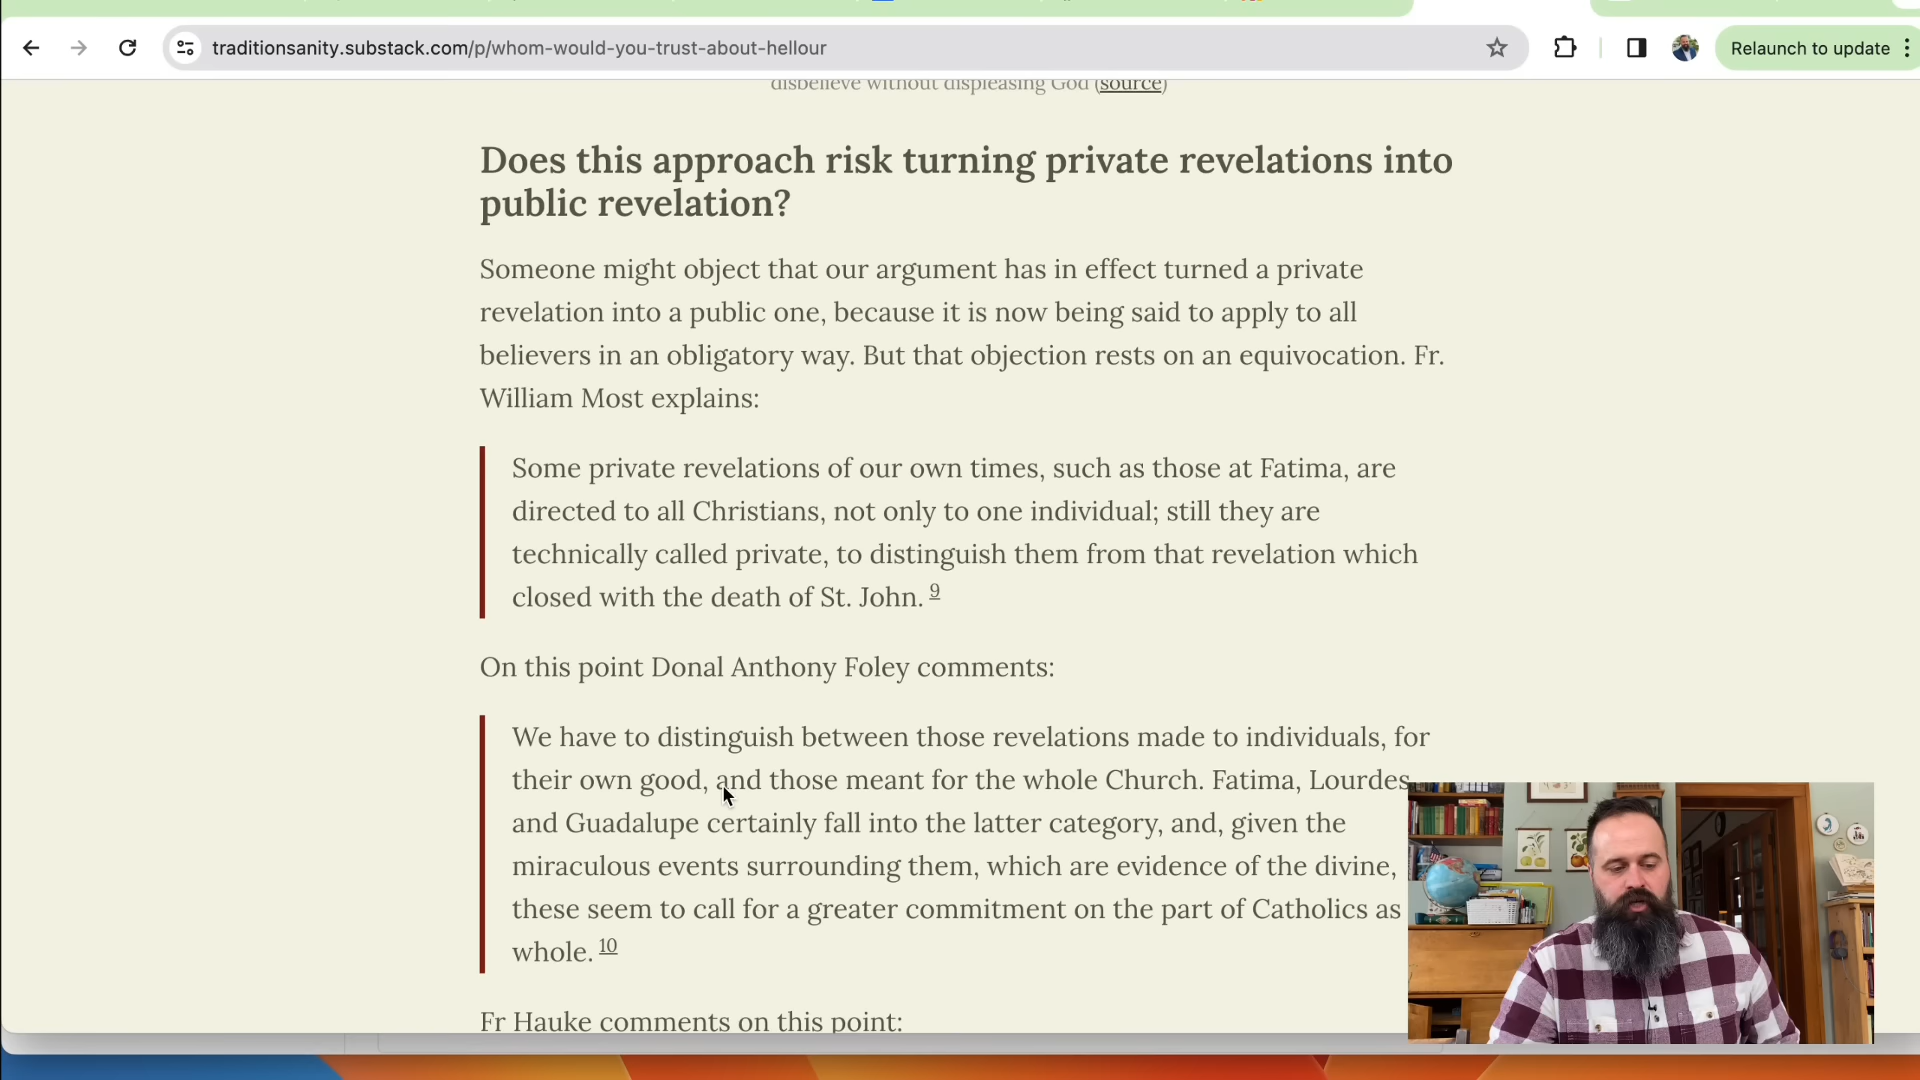 traditionsanity.substack.com/p/whom-would-you-trust-about-hellour
Relaunch to update
disbelieve without displeasing God (source)
Does this approach risk turning private revelations into
public revelation?
Someone might object that our argument has in effect turned a private
revelation into a public one, because it is now being said to apply to all
believers in an obligatory way. But that objection rests on an equivocation. Fr.
William Most explains:
Some private revelations of our own times, such as those at Fatima, are
directed to all Christians, not only to one individual; still they are
technically called private, to distinguish them from that revelation which
closed with the death of St. John. 9
On this point Donal Anthony Foley comments:
We have to distinguish between those revelations made to individuals, for
their own good, and those meant for the whole Church. Fatima, Lourdes
and Guadalupe certainly fall into the latter category, and, given the
miraculous events surrounding them, which are evidence of the divine,
these seem to call for a greater commitment on the part of Catholics as
whole. 10
Fr Hauke comments on this point: